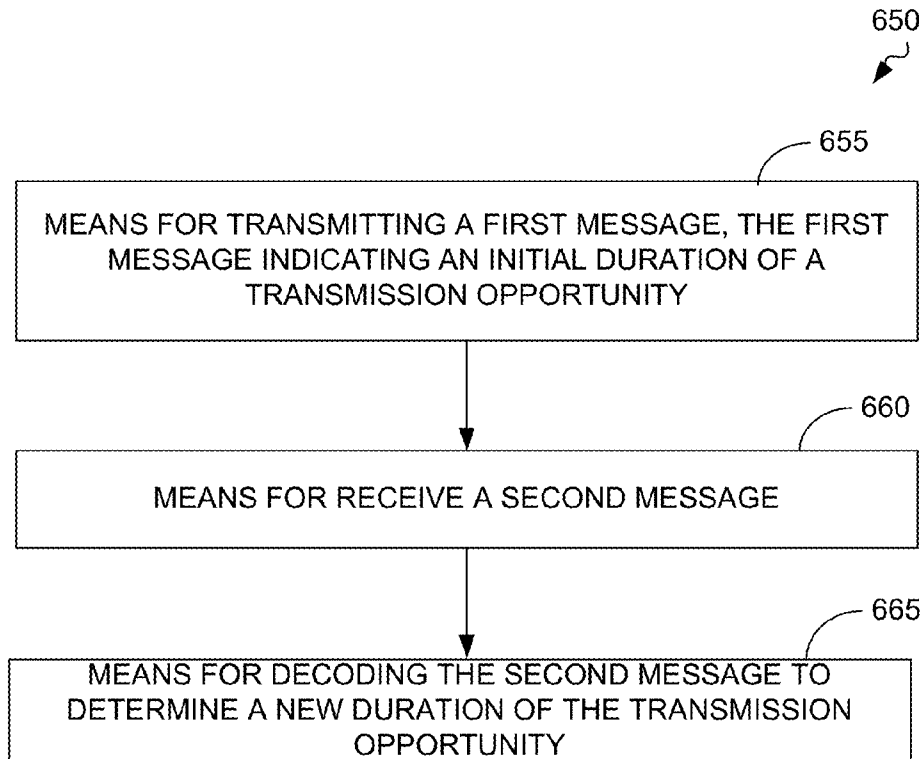 650
655
MEANS FOR TRANSMITTING A FIRST MESSAGE, THE FIRST
MESSAGE INDICATING AN INITIAL DURATION OF A
TRANSMISSION OPPORTUNITY
660
MEANS FOR RECEIVE A SECOND MESSAGE
665
MEANS FOR DECODING THE SECOND MESSAGE TO
DETERMINE A NEW DURATION OF THE TRANSMISSION
OPPORTUNITY